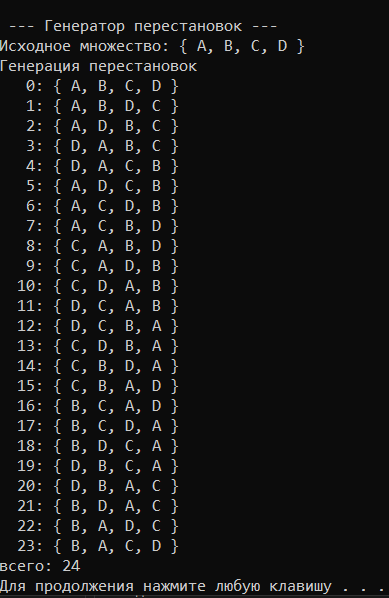 --- Генератор перестановок ---
Исходное множество: { A, B, C, D }
Генерация перестановок
0: { A, B, C, D }
1: { A, B, D, C }
2: { A, D, B, C }
3: { D, A, B, C }
4: { D, A, C, B }
5: { A, D, C, B }
6: { A, C, D, B }
7: { A, C, B, D }
8: { C, A, B, D }
9: { C, A, D, B }
10: { C, D, A, B }
11: { D, C, A, B }
12: { D, C, B, A }
13: { C, D, B, A }
14: { C, B, D, A }
15: { C, B, A, D }
16: { B, C, A, D }
17: { B, C, D, A }
18: { B, D, C, A }
19: { D, B, C, A }
20: { D, B, A, C }
21: { B, D, A, C }
22: { B, A, D, C }
23: { B, A, C, D }
всего: 24
Для продолжения нажмите любую клавишу . . .